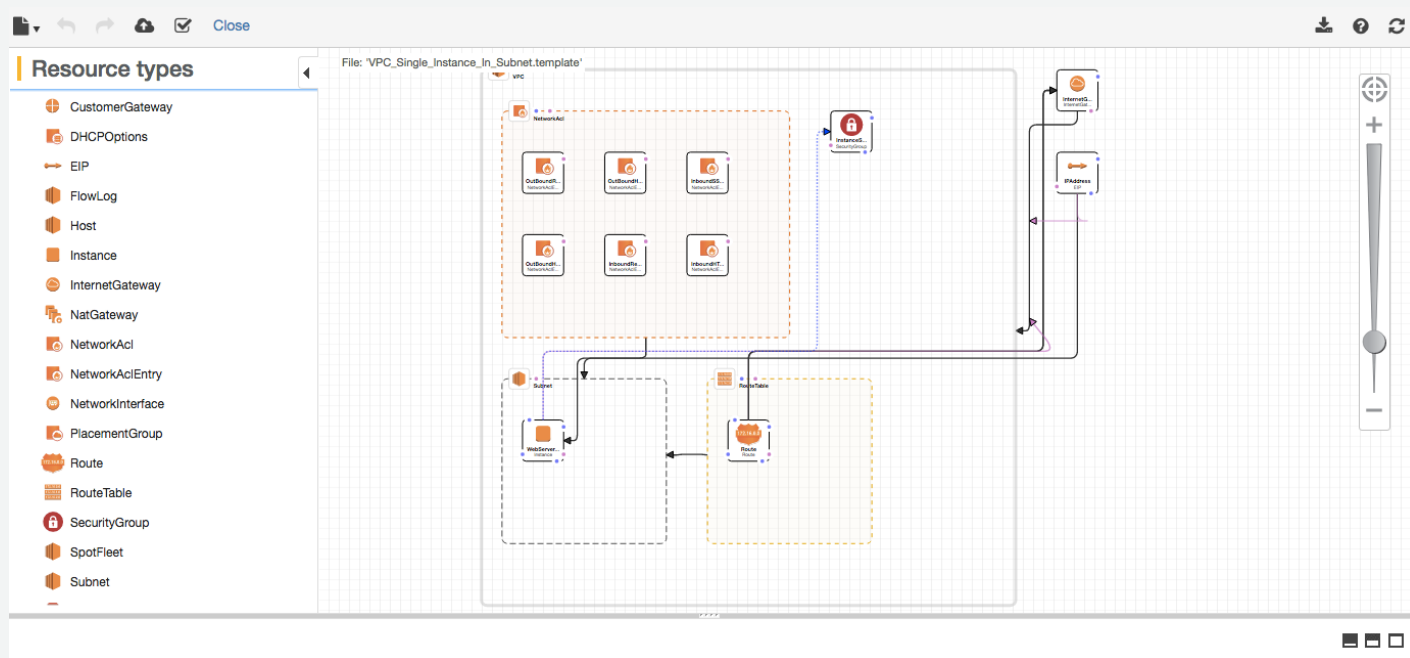 Close
Resource types
File: 'VPC_Single_Instance_In_Subnet.template'
CustomerGateway
DHCPOptions
EIP
FlowLog
Host
Instance
InternetGateway
NatGateway
NetworkAcl
NetworkAclEntry
NetworkInterface
PlacementGroup
Route
RouteTable
SecurityGroup
SpotFleet
Subnet
VPC
NetworkAcl
OutBoundR...
NetworkAclE...
OutBoundH...
NetworkAclE...
InboundSS...
NetworkAclE...
OutBoundH...
NetworkAclE...
InboundRe...
NetworkAclE...
InboundHT...
NetworkAclE...
InstanceS...
SecurityGroup
InternetG...
InternetGat...
IPAddress
EIP
Subnet
WebServer...
Instance
RouteTable
Route
Route